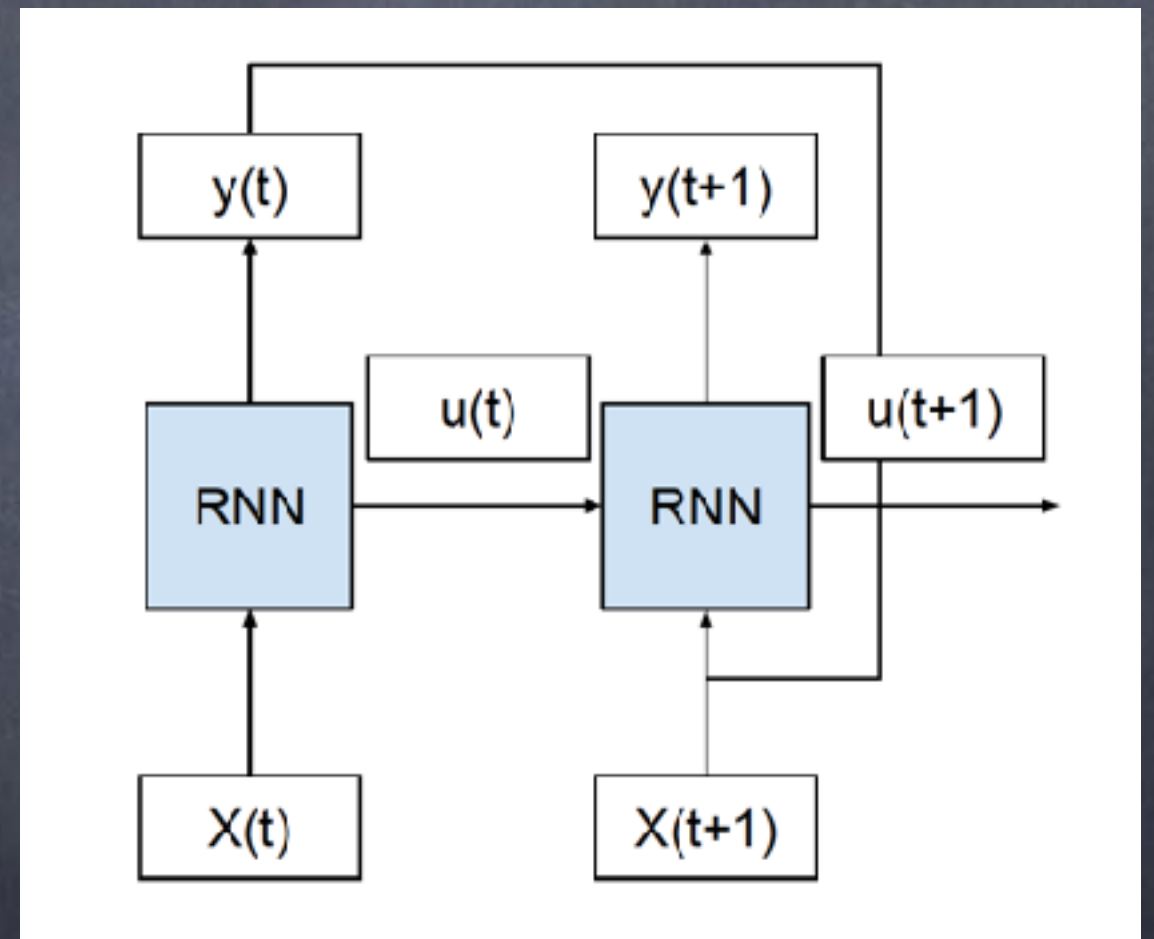 y(t)
y(t+1)
u(t)
u(t+1)
RNN
RNN
X(t)
X(t+1)